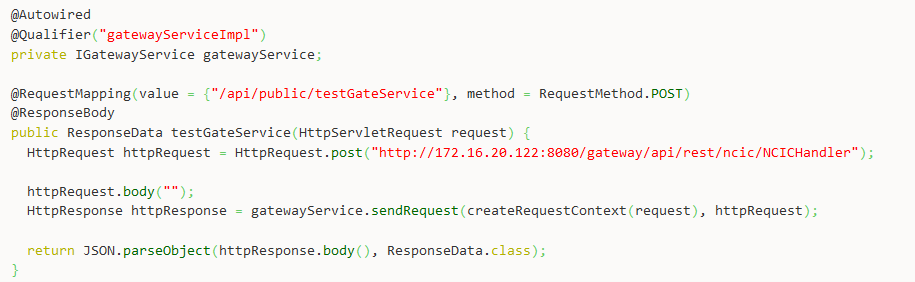 @Autowired
@Qualifier("gatewayServiceImpl")
private IGatewayService gatewayService;
@RequestMapping(value = {"/api/public/testGateService"}, method = RequestMethod.POST)
@ResponseBody
public ResponseData testGateService(HttpServletRequest request) {
HttpRequest httpRequest = HttpRequest.post("http://172.16.20.122:8080/gateway/api/rest/ncic/NCICHandler");
httpRequest.body("");
HttpResponse httpResponse = gatewayService.sendRequest(createRequestContext(request), httpRequest);
return JSON.parseObject(httpResponse.body(), ResponseData.class);
}